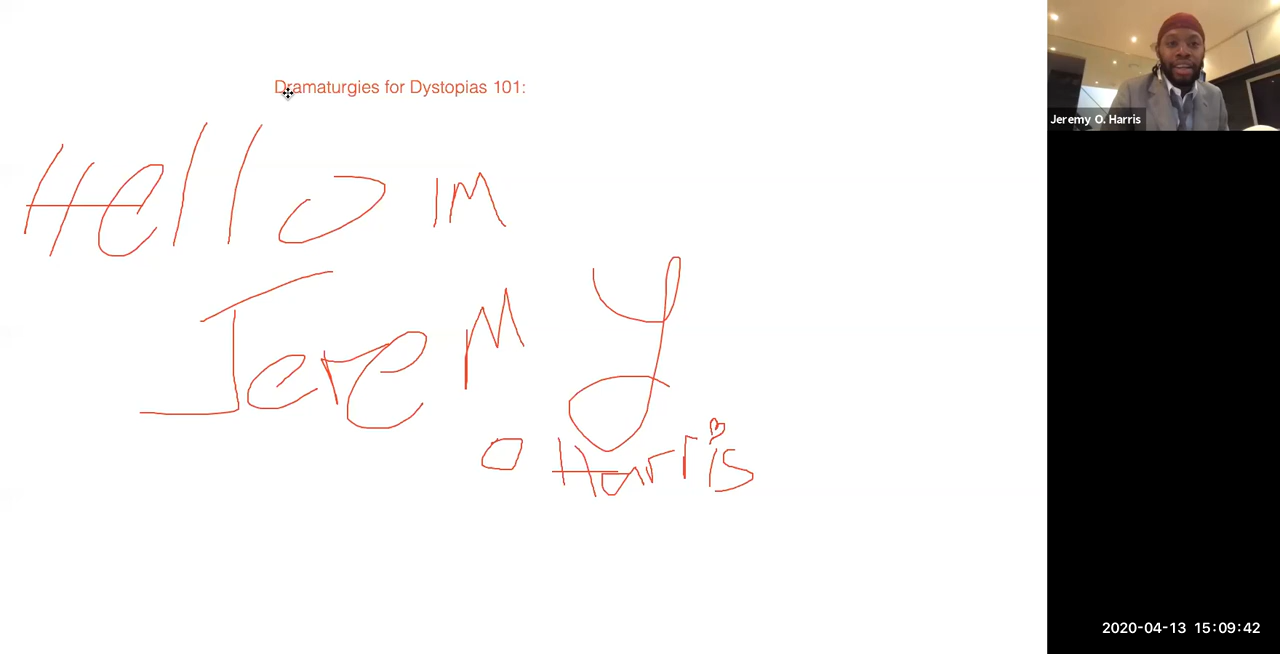 Dramaturgies for Dystopias 101:
Hello IM
JereMy
O Harris
Jeremy O. Harris
2020-04-13 15:09:42